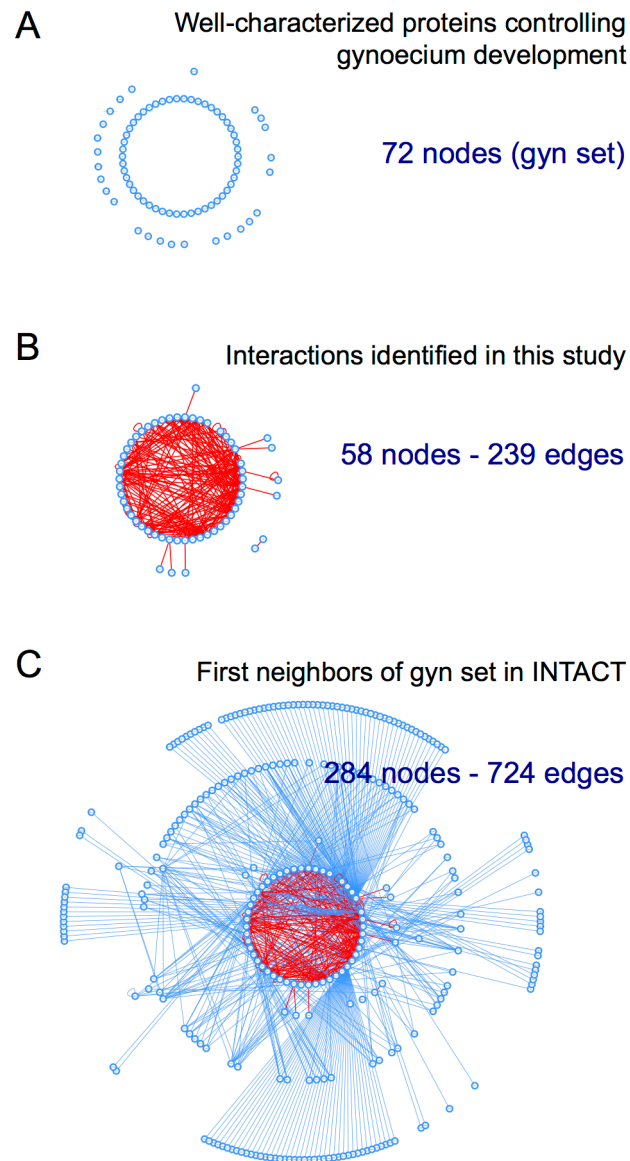 A
Well-characterized proteins controlling
gynoecium development
72 nodes (gyn set)
B
Interactions identified in this study
58 nodes - 239 edges
C
First neighbors of gyn set in INTACT
284 nodes - 724 edges